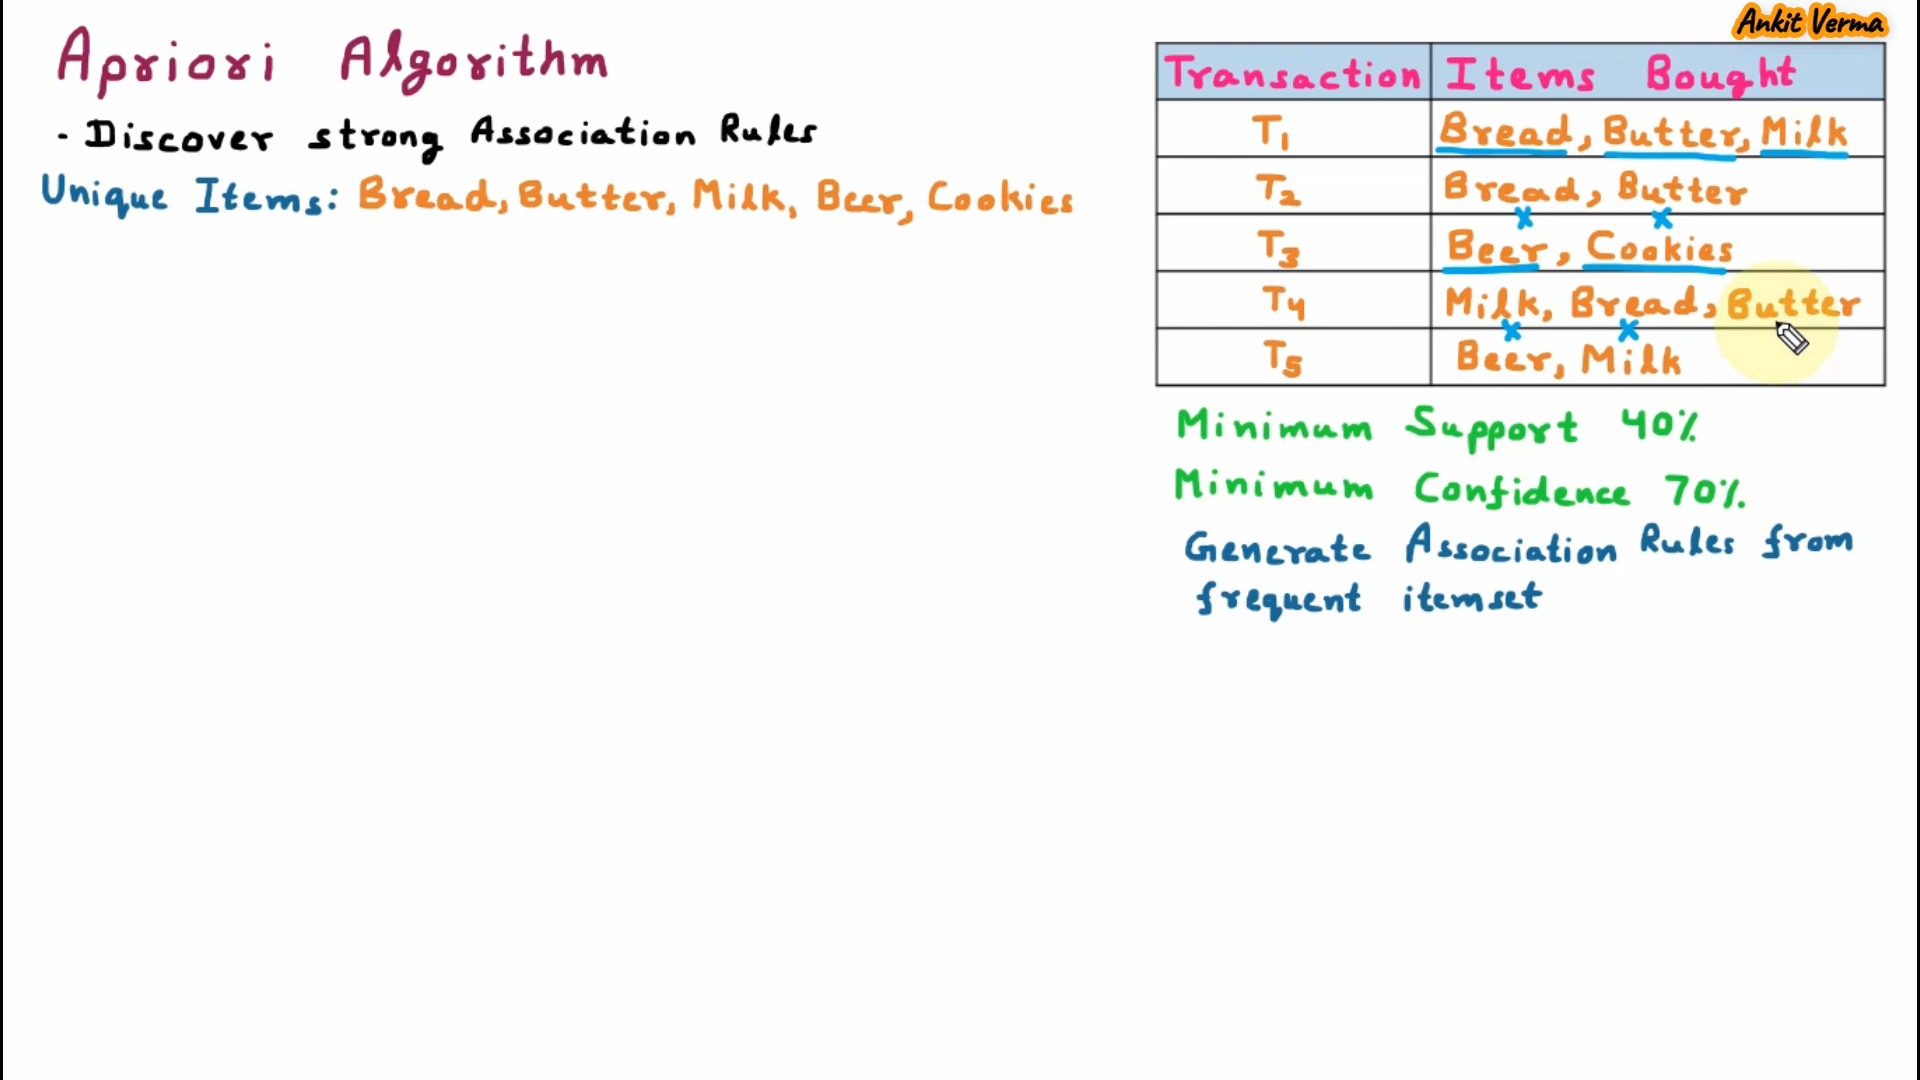 Ankit Verma
Apriori Algorithm
- Discover strong Association Rules
Unique Items: Bread, Butter, Milk, Beer, Cookies
Transaction Items Bought
T1 Bread, Butter, Milk
T2 Bread, Butter
T3 Beer, Cookies
T4 Milk, Bread, Butter
T5 Beer, Milk
Minimum Support 40%
Minimum Confidence 70%
Generate Association Rules from
frequent itemset